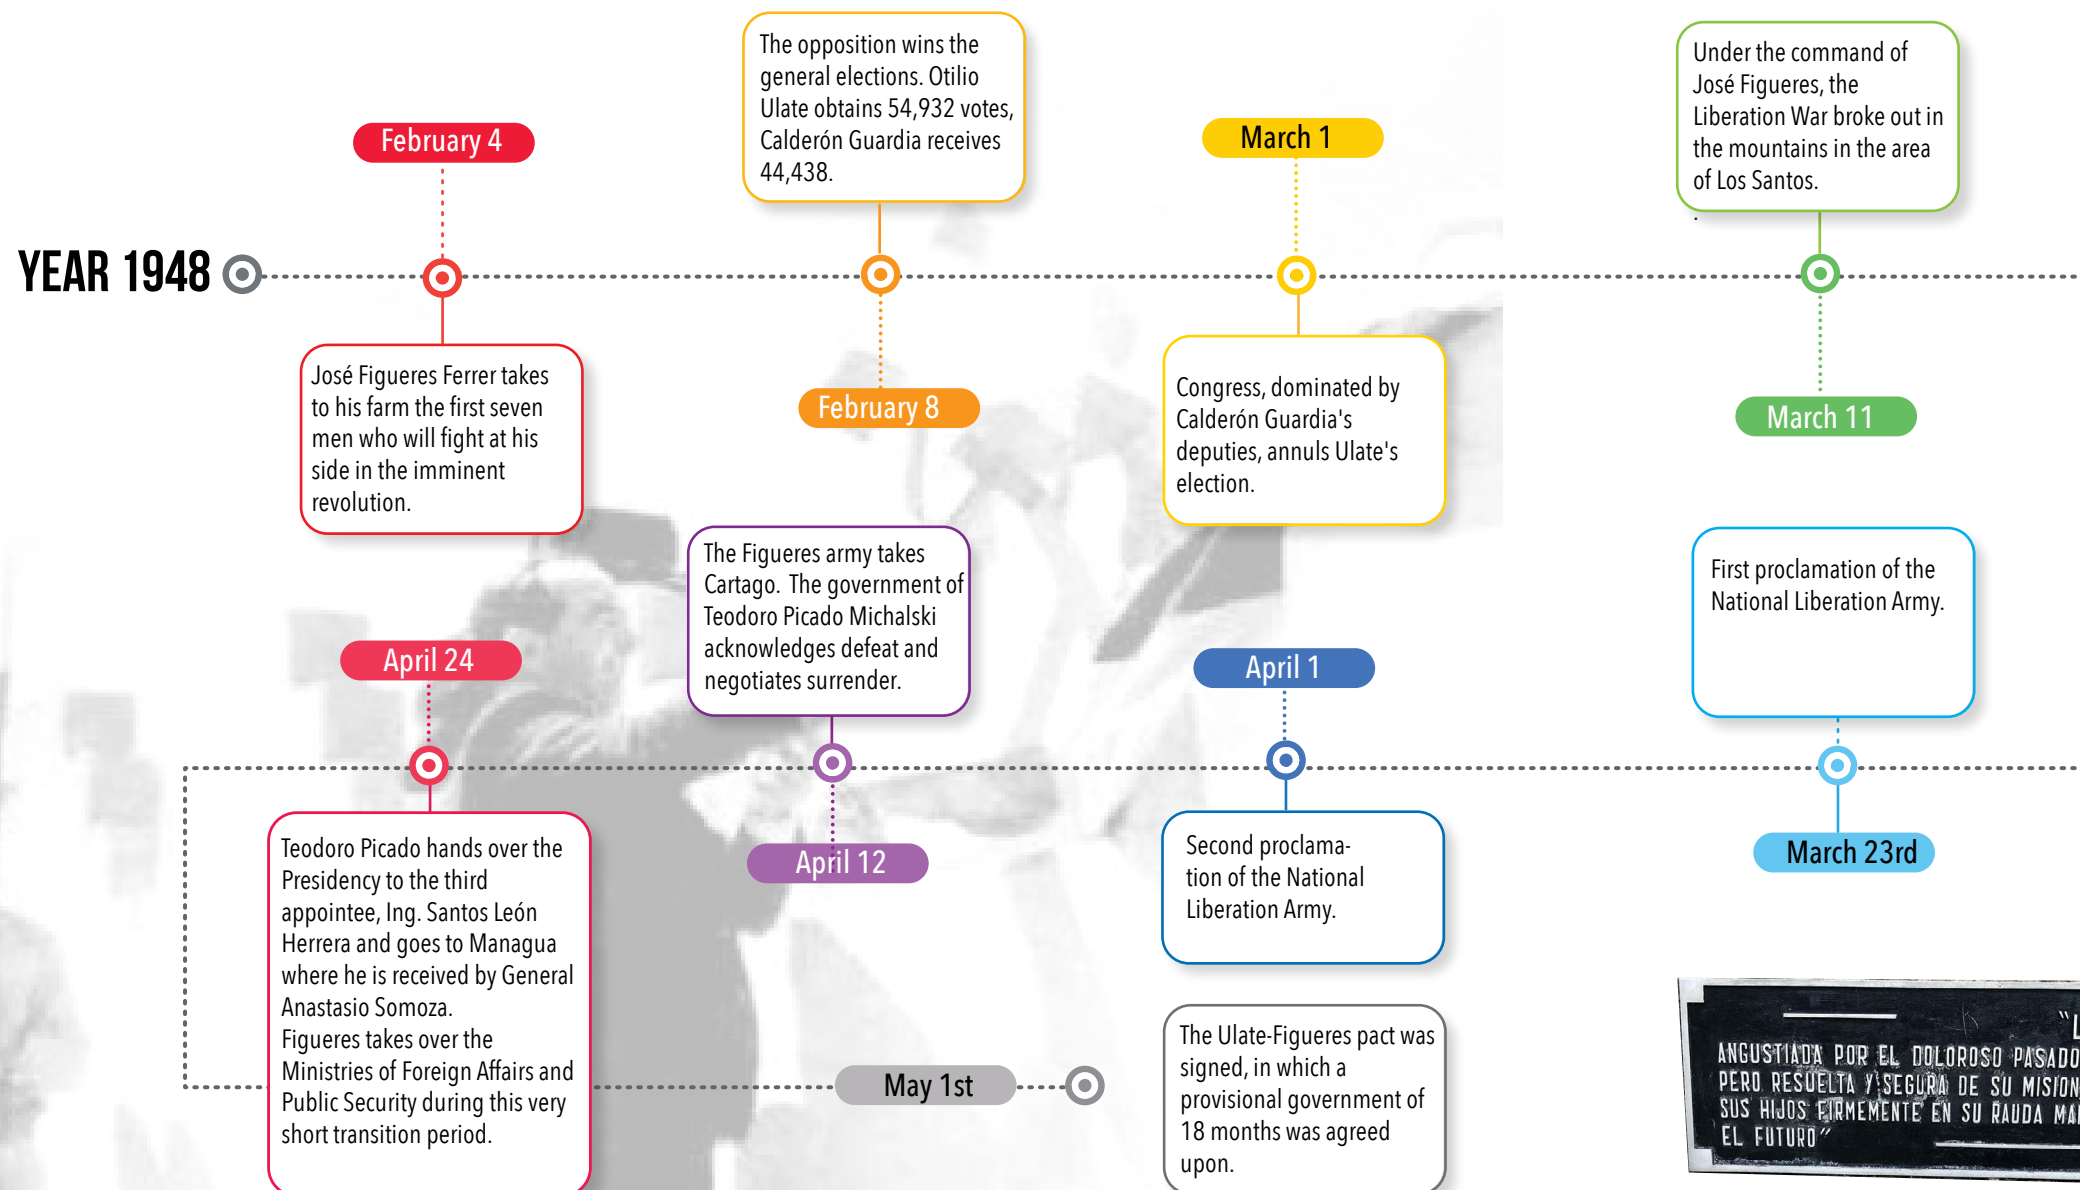 YEAR 1948
February 4
José Figueres Ferrer takes
to his farm the first seven
men who will fight at his
side in the imminent
revolution.
The opposition wins the
general elections. Otilio
Ulate obtains 54,932 votes,
Calderón Guardia receives
44,438.
February 8
March 1
Congress, dominated by
Calderón Guardia's
deputies, annuls Ulate's
election.
Under the command of
José Figueres, the
Liberation War broke out in
the mountains in the area
of Los Santos.
.
March 11
First proclamation of the
National Liberation Army.
March 23rd
April 1
Second proclama-
tion of the National
Liberation Army.
The Figueres army takes
Cartago. The government of
Teodoro Picado Michalski
acknowledges defeat and
negotiates surrender.
April 12
April 24
Teodoro Picado hands over the
Presidency to the third
appointee, Ing. Santos León
Herrera and goes to Managua
where he is received by General
Anastasio Somoza.
Figueres takes over the
Ministries of Foreign Affairs and
Public Security during this very
short transition period.
May 1st
The Ulate-Figueres pact was
signed, in which a
provisional government of
18 months was agreed
upon.
ANGUSTIADA POR EL DOLOROSO PASADO
PERO RESUELTA Y SEGURA DE SU MISION
SUS HIJOS FIRMEMENTE EN SU RAUDA
EL FUTURO"